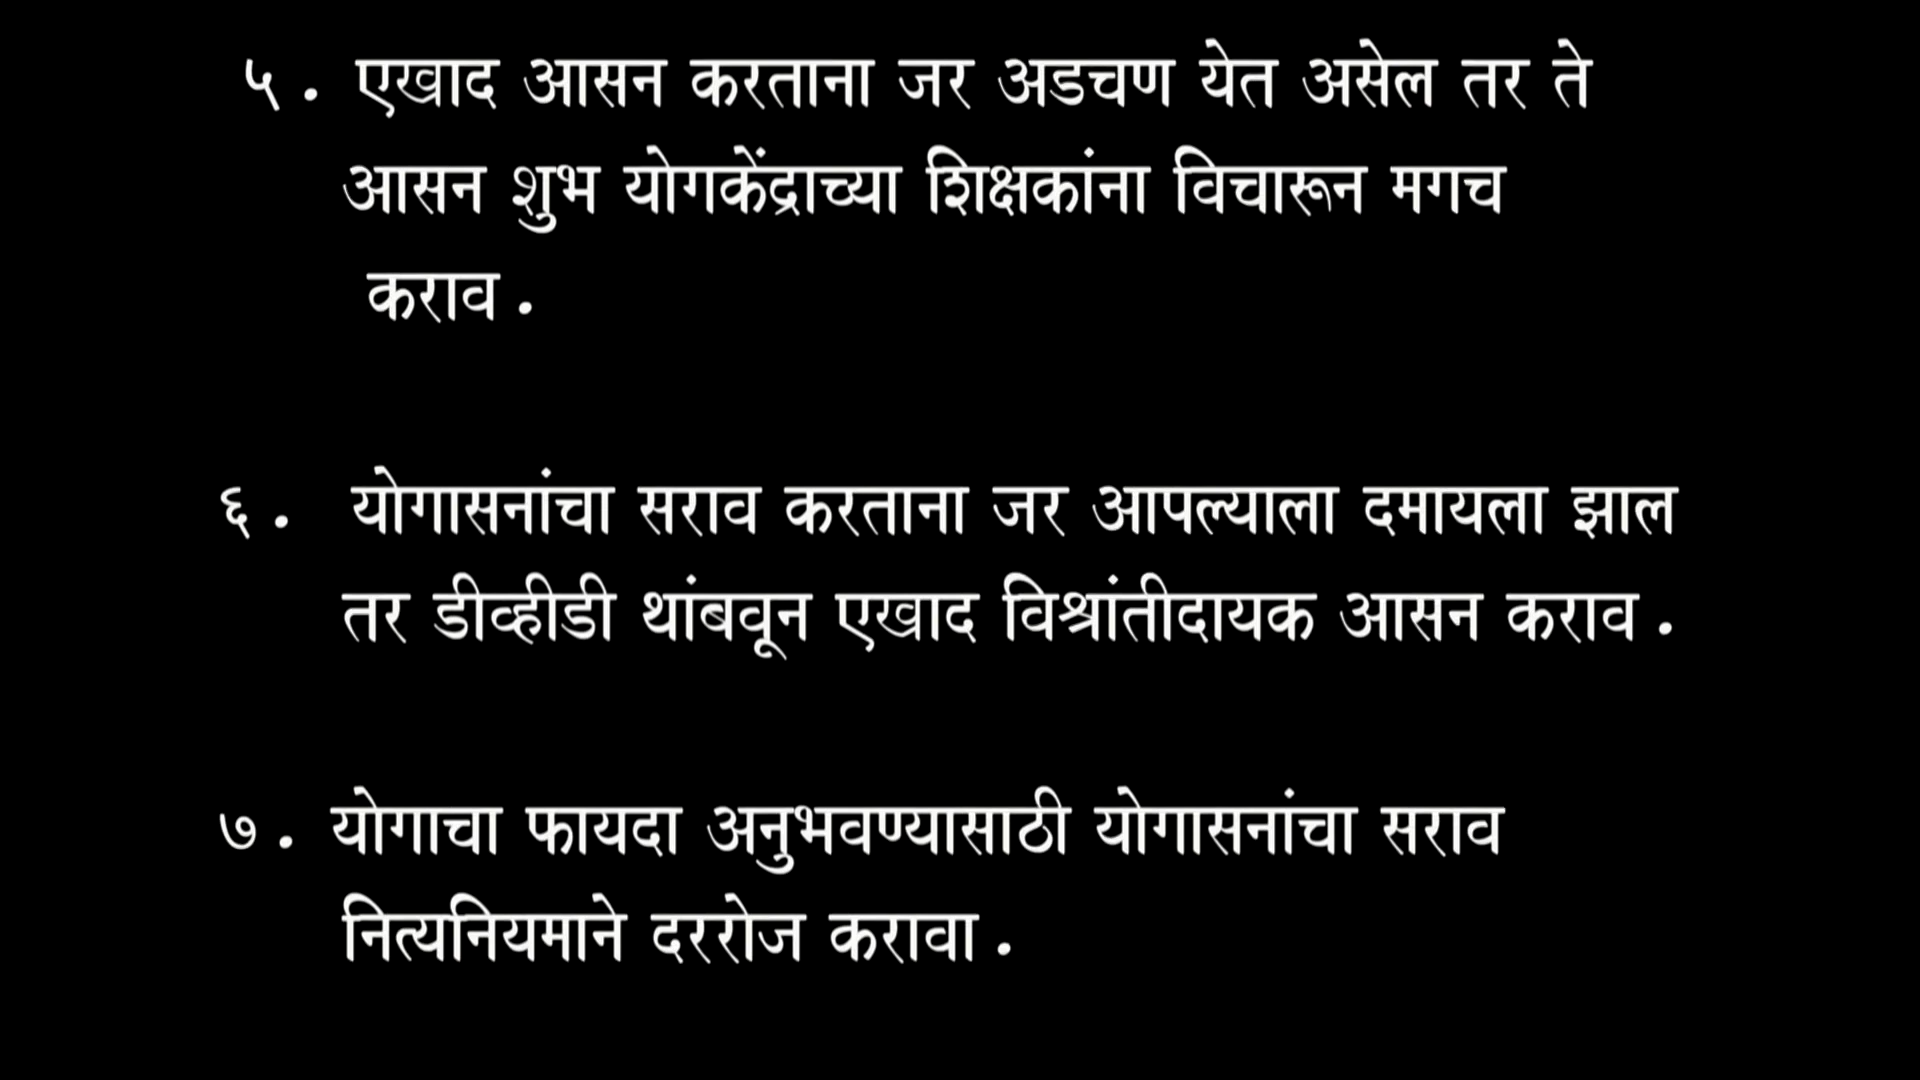 ५. एखाद आसन करताना जर अडचण येत असेल तर ते
आसन शुभ योगकेंद्राच्या शिक्षकांना विचारून मगच
कराव.
६. योगासनांचा सराव करताना जर आपल्याला दमायला झाल
तर डीव्हीडी थांबवून एखाद विश्रांतीदायक आसन कराव.
७. योगाचा फायदा अनुभवण्यासाठी योगासनांचा सराव
नित्यनियमाने दररोज करावा.